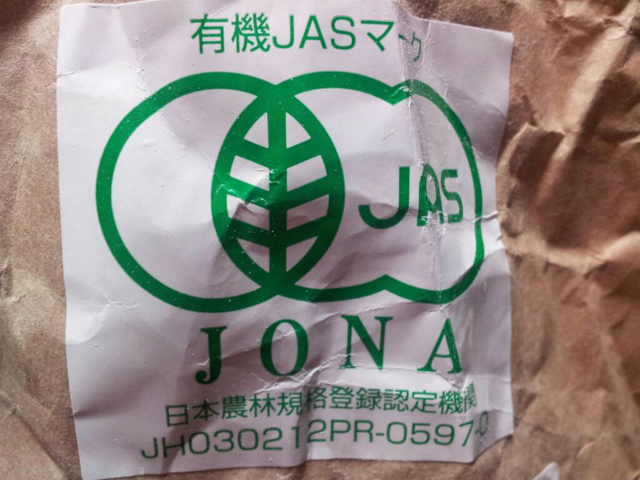 有機JASマーク
JAS
JONA
日本農林規格登録認定機関
JH030212PR-0597-0